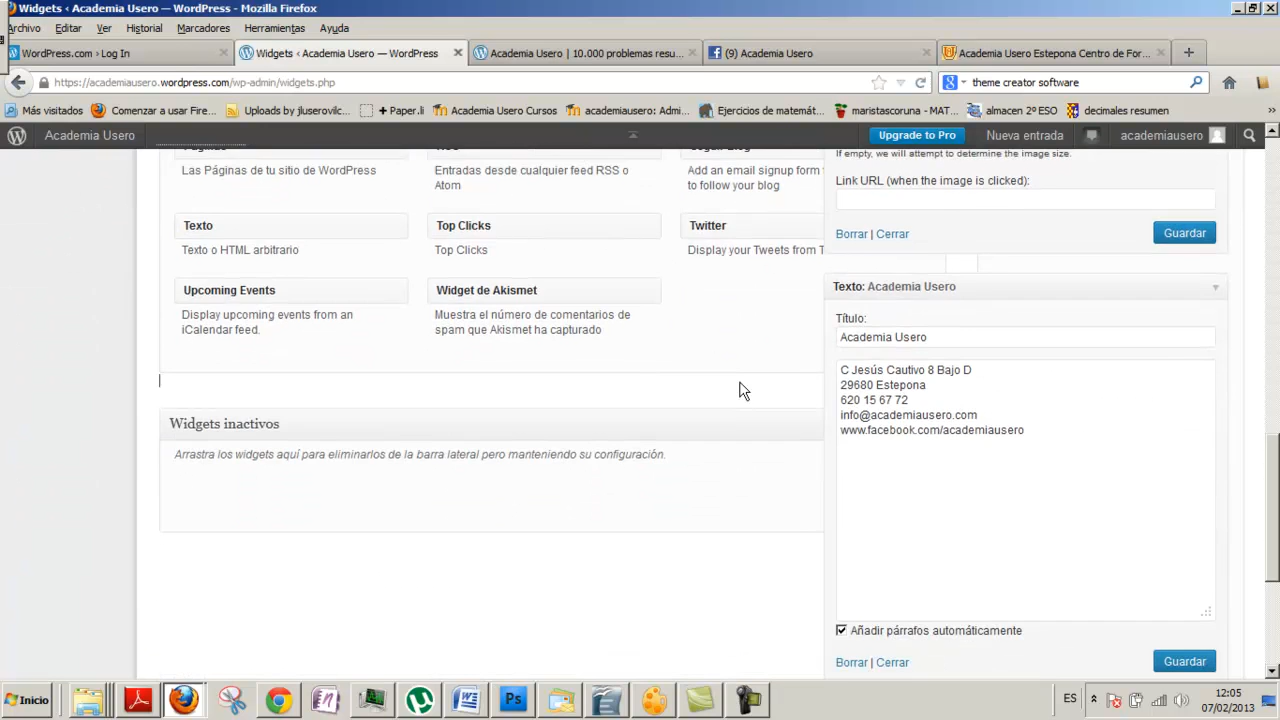 Widgets ‹ Academia Usero — WordPress - Mozilla Firefox
Archivo Editar Ver Historial Marcadores Herramientas Ayuda
WordPress.com › Log In
Widgets ‹ Academia Usero — WordPress
Academia Usero | 10.000 problemas resu...
(9) Academia Usero
Academia Usero Estepona Centro de For...
https://academiausero.wordpress.com/wp-admin/widgets.php
theme creator software
Más visitados Comenzar a usar Fire... Uploads by jluserovilc... + Paper.li Academia Usero Cursos academiausero: Admi... Ejercicios de matemát... maristascoruna - MAT... almacen 2º ESO decimales resumen
Academia Usero Upgrade to Pro Nueva entrada academiausero
Las Páginas de tu sitio de WordPress
Entradas desde cualquier feed RSS o
Atom
Add an email signup form
to follow your blog
If empty, we will attempt to determine the image size.
Link URL (when the image is clicked):
Borrar | Cerrar
Guardar
Texto
Texto o HTML arbitrario
Top Clicks
Top Clicks
Twitter
Display your Tweets from T
Upcoming Events
Display upcoming events from an
iCalendar feed.
Widget de Akismet
Muestra el número de comentarios de
spam que Akismet ha capturado
Widgets inactivos
Arrastra los widgets aquí para eliminarlos de la barra lateral pero manteniendo su configuración.
Texto: Academia Usero
Título:
Academia Usero
C Jesús Cautivo 8 Bajo D
29680 Estepona
620 15 67 72
info@academiausero.com
www.facebook.com/academiausero
Añadir párrafos automáticamente
Borrar | Cerrar
Guardar
Inicio
ES
12:05
07/02/2013